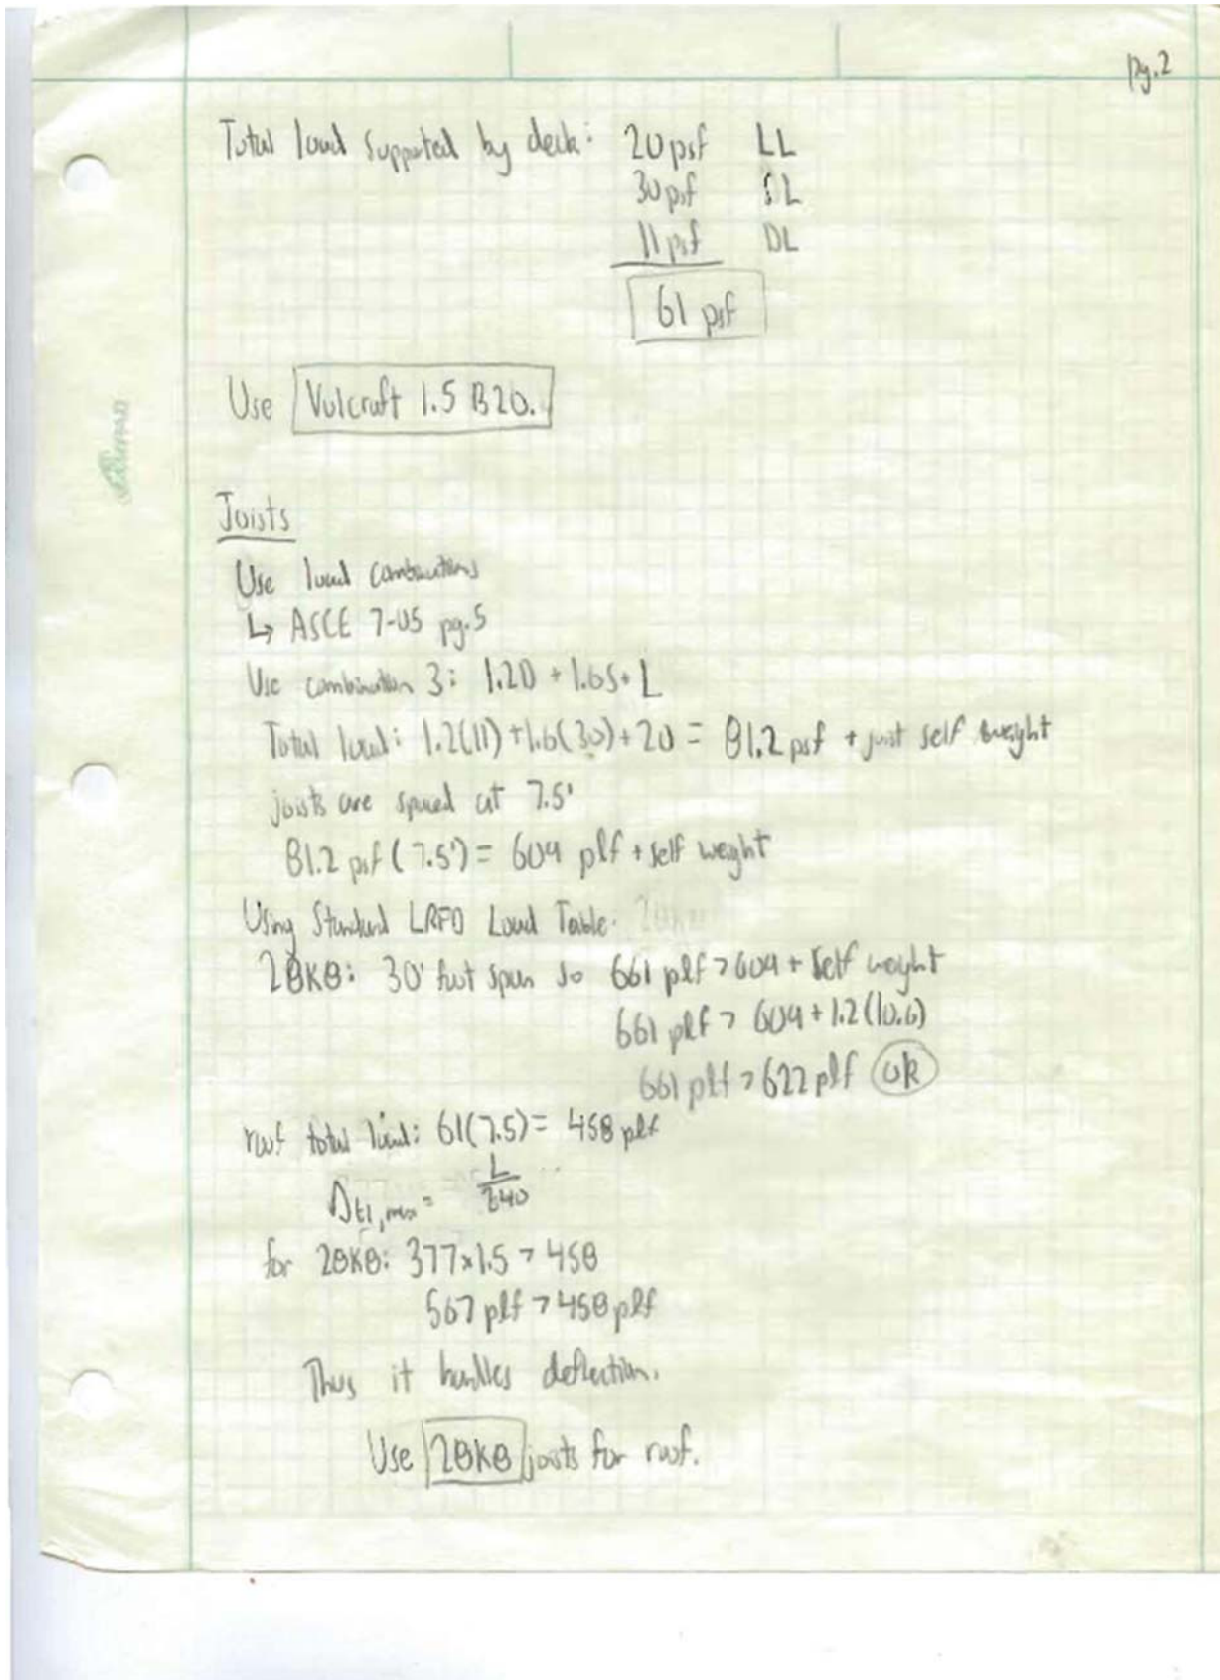 pg.2
Total load supported by deck: 20 psf LL
30 psf SL
11 psf DL
61 psf
Use Vulcraft 1.5 B20.
Joists
Use load combinations
↳ ASCE 7-05 pg.5
Use combination 3: 1.2D + 1.6S + L
Total load: 1.2(11) + 1.6(30) + 20 = 81.2 psf + joist self weight
joists are spaced at 7.5'
81.2 psf (7.5') = 609 plf + self weight
Using Standard LRFD Load Table:
28K8: 30' foot span so 661 plf > 609 + self weight
661 plf > 609 + 1.2(10.6)
661 plf > 622 plf ok
roof total load: 61(7.5) = 458 plf
Δtl,max = L/240
for 28K8: 377×1.5 > 458
567 plf > 458 plf
Thus it handles deflection.
Use 28K8 joists for roof.